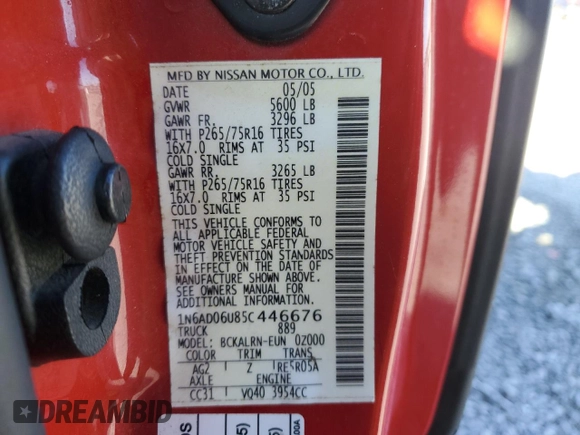 MFD BY NISSAN MOTOR CO., LTD.
DATE 05/05
GVWR 5600 LB
GAWR FR. 3296 LB
WITH P265/75R16 TIRES
16X7.0 RIMS AT 35 PSI
COLD SINGLE
GAWR RR. 3265 LB
WITH P265/75R16 TIRES
16X7.0 RIMS AT 35 PSI
COLD SINGLE
THIS VEHICLE CONFORMS TO
ALL APPLICABLE FEDERAL
MOTOR VEHICLE SAFETY AND
THEFT PREVENTION STANDARDS
IN EFFECT ON THE DATE OF
MANUFACTURE SHOWN ABOVE.
SEE OWNERS MANUAL FOR
ADDITIONAL INFORMATION.
1N6AD06U85C446676
TRUCK 889
MODEL: BCKALRN-EUN 02000
COLOR TRIM TRANS
AG2 Z RE5R05A
AXLE ENGINE
CC31 VQ40 3954CC
DREAMBID